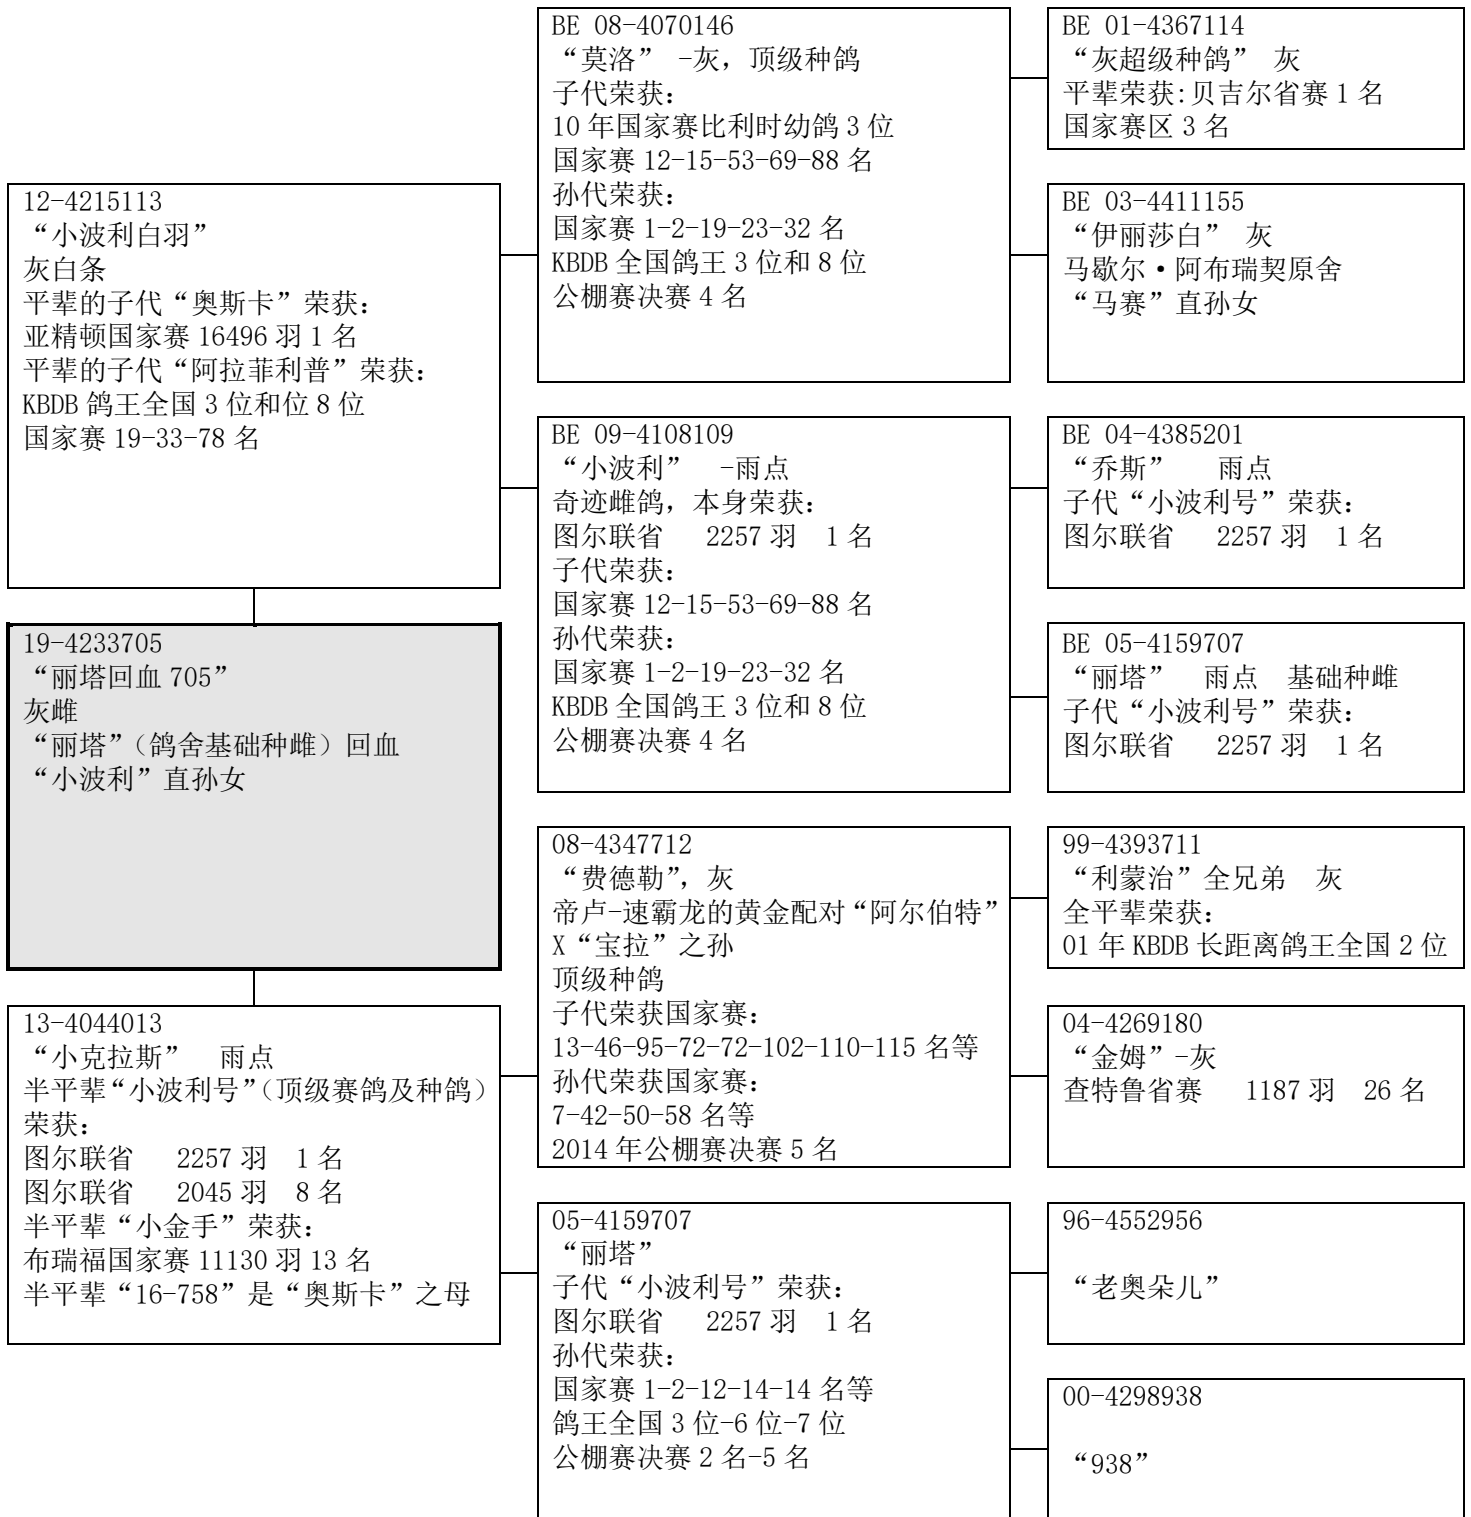 12-4215113
“小波利白羽”
灰白条
平辈的子代“奥斯卡”荣获：
亚精顿国家赛 16496 羽 1 名
平辈的子代“阿拉菲利普”荣获：
KBDB 鸽王全国 3 位和位 8 位
国家赛 19-33-78 名
19-4233705
“丽塔回血 705”
灰雌
“丽塔”（鸽舍基础种雌）回血
“小波利”直孙女
13-4044013
“小克拉斯” 雨点
半平辈“小波利号”（顶级赛鸽及种鸽）
荣获：
图尔联省 2257 羽 1 名
图尔联省 2045 羽 8 名
半平辈“小金手”荣获：
布瑞福国家赛 11130 羽 13 名
半平辈“16-758”是“奥斯卡”之母
BE 08-4070146
“莫洛” -灰，顶级种鸽
子代荣获：
10 年国家赛比利时幼鸽 3 位
国家赛 12-15-53-69-88 名
孙代荣获：
国家赛 1-2-19-23-32 名
KBDB 全国鸽王 3 位和 8 位
公棚赛决赛 4 名
BE 09-4108109
“小波利” -雨点
奇迹雌鸽，本身荣获：
图尔联省 2257 羽 1 名
子代荣获：
国家赛 12-15-53-69-88 名
孙代荣获：
国家赛 1-2-19-23-32 名
KBDB 全国鸽王 3 位和 8 位
公棚赛决赛 4 名
08-4347712
“费德勒”，灰
帝卢-速霸龙的黄金配对“阿尔伯特”
X“宝拉”之孙
顶级种鸽
子代荣获国家赛：
13-46-95-72-72-102-110-115 名等
孙代荣获国家赛：
7-42-50-58 名等
2014 年公棚赛决赛 5 名
05-4159707
“丽塔”
子代“小波利号”荣获：
图尔联省 2257 羽 1 名
孙代荣获：
国家赛 1-2-12-14-14 名等
鸽王全国 3 位-6 位-7 位
公棚赛决赛 2 名-5 名
BE 01-4367114
“灰超级种鸽” 灰
平辈荣获:贝吉尔省赛 1 名
国家赛区 3 名
BE 03-4411155
“伊丽莎白” 灰
马歇尔·阿布瑞契原舍
“马赛”直孙女
BE 04-4385201
“乔斯” 雨点
子代“小波利号”荣获：
图尔联省 2257 羽 1 名
BE 05-4159707
“丽塔” 雨点 基础种雌
子代“小波利号”荣获：
图尔联省 2257 羽 1 名
99-4393711
“利蒙治”全兄弟 灰
全平辈荣获：
01 年 KBDB 长距离鸽王全国 2 位
04-4269180
“金姆”-灰
查特鲁省赛 1187 羽 26 名
96-4552956
“老奥朵儿”
00-4298938
“938”